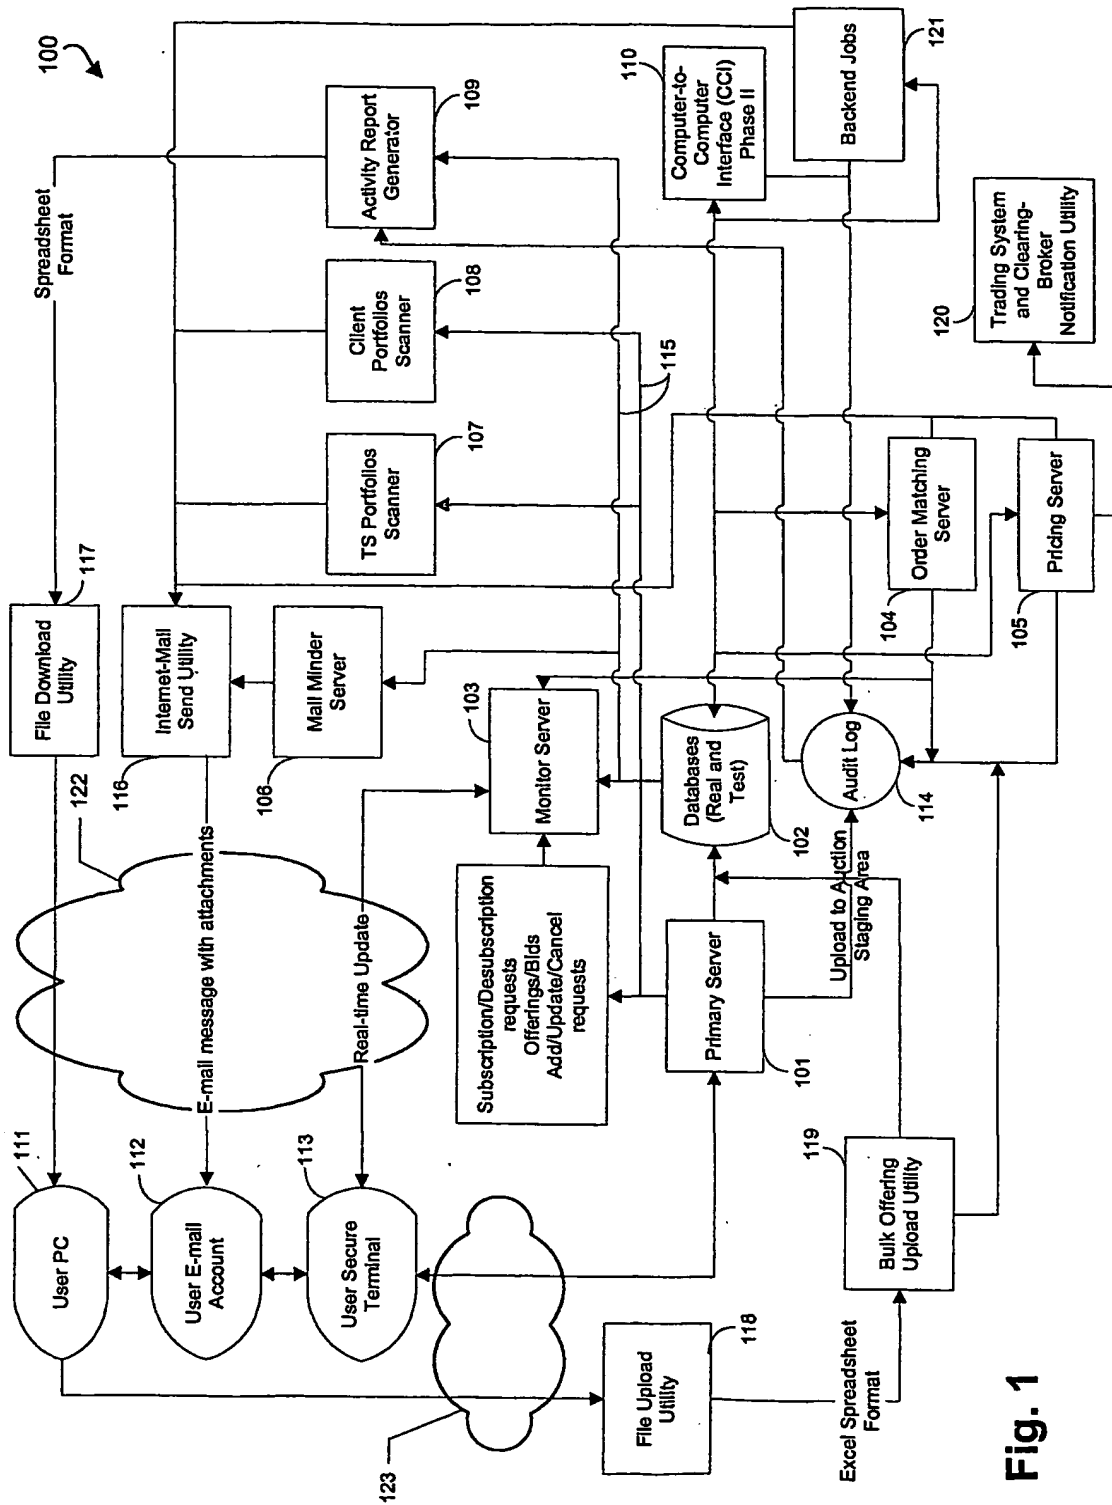 100
123
User PC
111
File Download
Utility
117
Spreadsheet
Format
122
User E-mail
Account
112
E-mail message with attachments
116
Internet-Mail
Send Utility
User Secure
Terminal
113
Real-time Update
106
Mail Minder
Server
TS Portfolios
Scanner
107
Client
Portfolios
Scanner
108
Activity Report
Generator
109
Subscription/Desubscription
requests
Offerings/Bids
Add/Update/Cancel
requests
103
Monitor Server
115
File Upload
Utility
118
Primary Server
101
Databases
(Real and
Test)
102
110
Computer-to-
Computer
Interface (CCI)
Phase II
Upload to Auction
Staging Area
Audit Log
114
Backend Jobs
121
Excel Spreadsheet
Format
119
Bulk Offering
Upload Utility
104
Order Matching
Server
120
Trading System
and Clearing-
Broker
Notification Utility
105
Pricing Server
Fig. 1